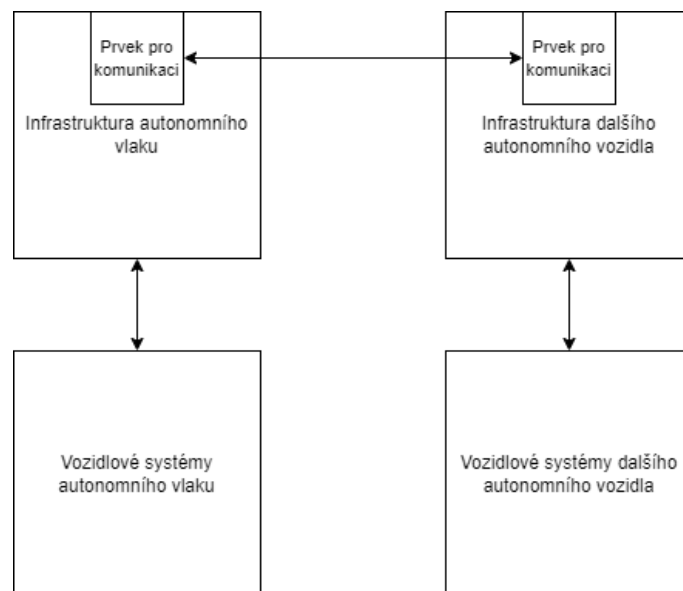 Prvek pro
komunikaci
Prvek pro
komunikaci
Infrastruktura autonomního
vlaku
Infrastruktura dalšího
autonomního vozidla
Vozidlové systémy
autonomního vlaku
Vozidlové systémy dalšího
autonomního vozidla